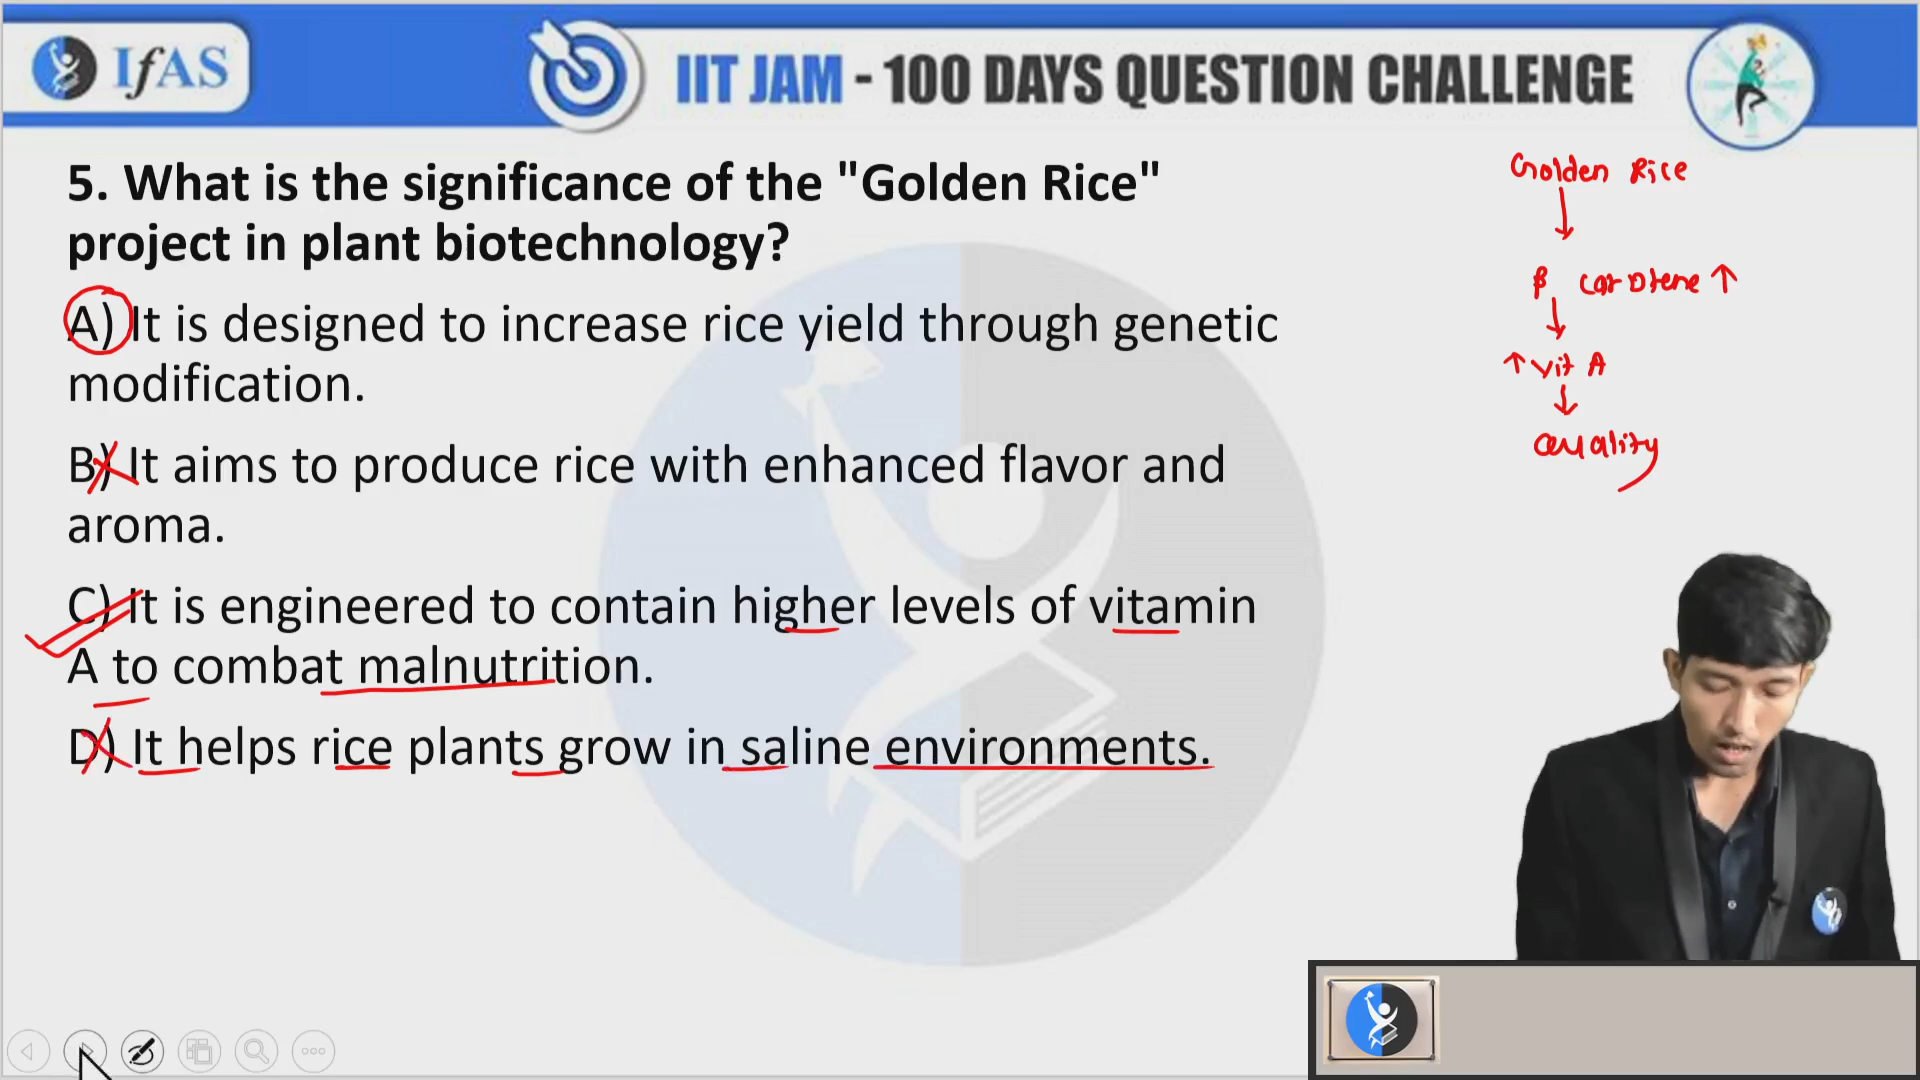 IfAS
IIT JAM - 100 DAYS QUESTION CHALLENGE
5. What is the significance of the "Golden Rice"
project in plant biotechnology?
A) It is designed to increase rice yield through genetic
modification.
B) It aims to produce rice with enhanced flavor and
aroma.
C) It is engineered to contain higher levels of vitamin
A to combat malnutrition.
D) It helps rice plants grow in saline environments.
Golden Rice
↓
β carotene ↑
↓
↑ Vit A
↓
Quality